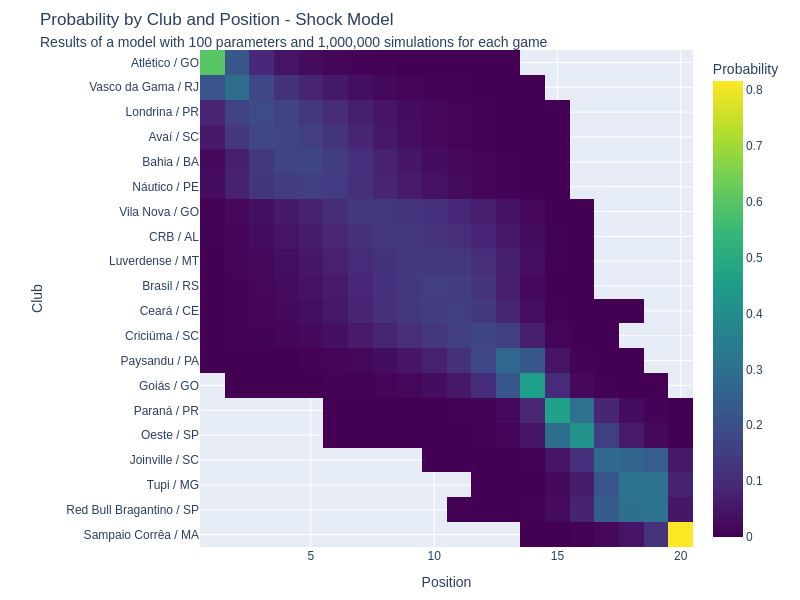 Probability by Club and Position - Shock Model
Results of a model with 100 parameters and 1,000,000 simulations for each game
Probability
Club
Atlético / GO
Vasco da Gama / RJ
Londrina / PR
Avaí / SC
Bahia / BA
Náutico / PE
Vila Nova / GO
CRB / AL
Luverdense / MT
Brasil / RS
Ceará / CE
Criciúma / SC
Paysandu / PA
Goiás / GO
Paraná / PR
Oeste / SP
Joinville / SC
Tupi / MG
Red Bull Bragantino / SP
Sampaio Corrêa / MA
0.8
0.7
0.6
0.5
0.4
0.3
0.2
0.1
0
5 10 15 20
Position